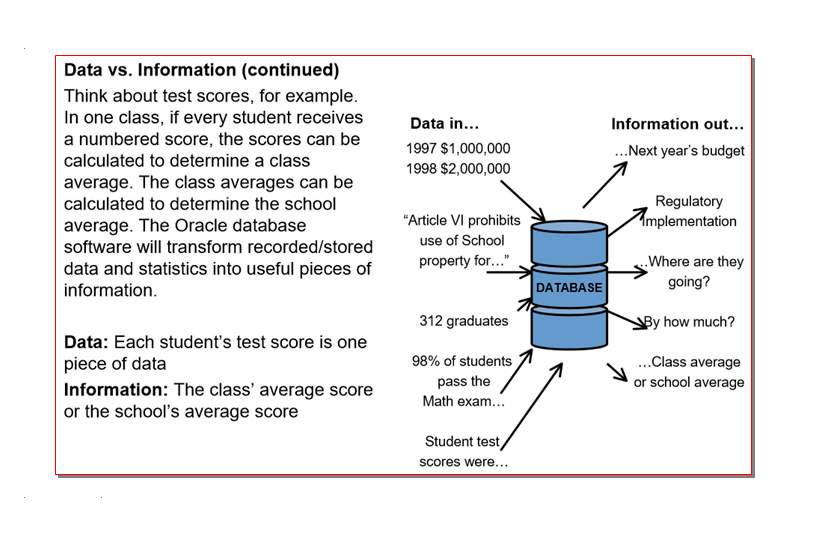 Data vs. Information (continued)
Think about test scores, for example.
In one class, if every student receives
a numbered score, the scores can be
calculated to determine a class
average. The class averages can be
calculated to determine the school
average. The Oracle database
software will transform recorded/stored
data and statistics into useful pieces of
information.
Data: Each student’s test score is one
piece of data
Information: The class’ average score
or the school’s average score
Data in…
1997 $1,000,000
1998 $2,000,000
“Article VI prohibits
use of School
property for…”
312 graduates
98% of students
pass the
Math exam…
Student test
scores were…
DATABASE
Information out…
…Next year’s budget
Regulatory
Implementation
…Where are they
going?
By how much?
…Class average
or school average